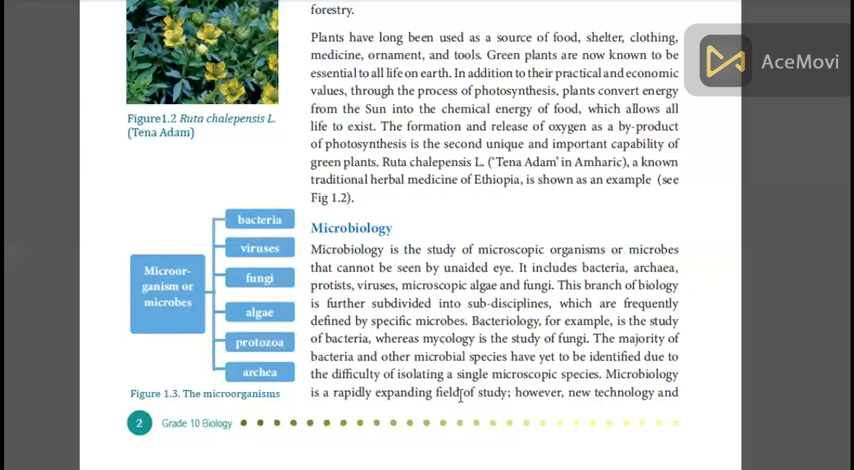 forestry.
Plants have long been used as a source of food, shelter, clothing,
medicine, ornament, and tools. Green plants are now known to be
essential to all life on earth. In addition to their practical and economic
values, through the process of photosynthesis, plants convert energy
from the Sun into the chemical energy of food, which allows all
life to exist. The formation and release of oxygen as a by-product
of photosynthesis is the second unique and important capability of
green plants. Ruta chalepensis L. ('Tena Adam' in Amharic), a known
traditional herbal medicine of Ethiopia, is shown as an example (see
Fig 1.2).
AceMovi
Figure1.2 Ruta chalepensis L.
(Tena Adam)
Microor-
ganism or
microbes
bacteria
viruses
fungi
algae
protozoa
archea
Figure 1.3. The microorganisms
Microbiology
Microbiology is the study of microscopic organisms or microbes
that cannot be seen by unaided eye. It includes bacteria, archaea,
protists, viruses, microscopic algae and fungi. This branch of biology
is further subdivided into sub-disciplines, which are frequently
defined by specific microbes. Bacteriology, for example, is the study
of bacteria, whereas mycology is the study of fungi. The majority of
bacteria and other microbial species have yet to be identified due to
the difficulty of isolating a single microscopic species. Microbiology
is a rapidly expanding field of study; however, new technology and
2 Grade 10 Biology